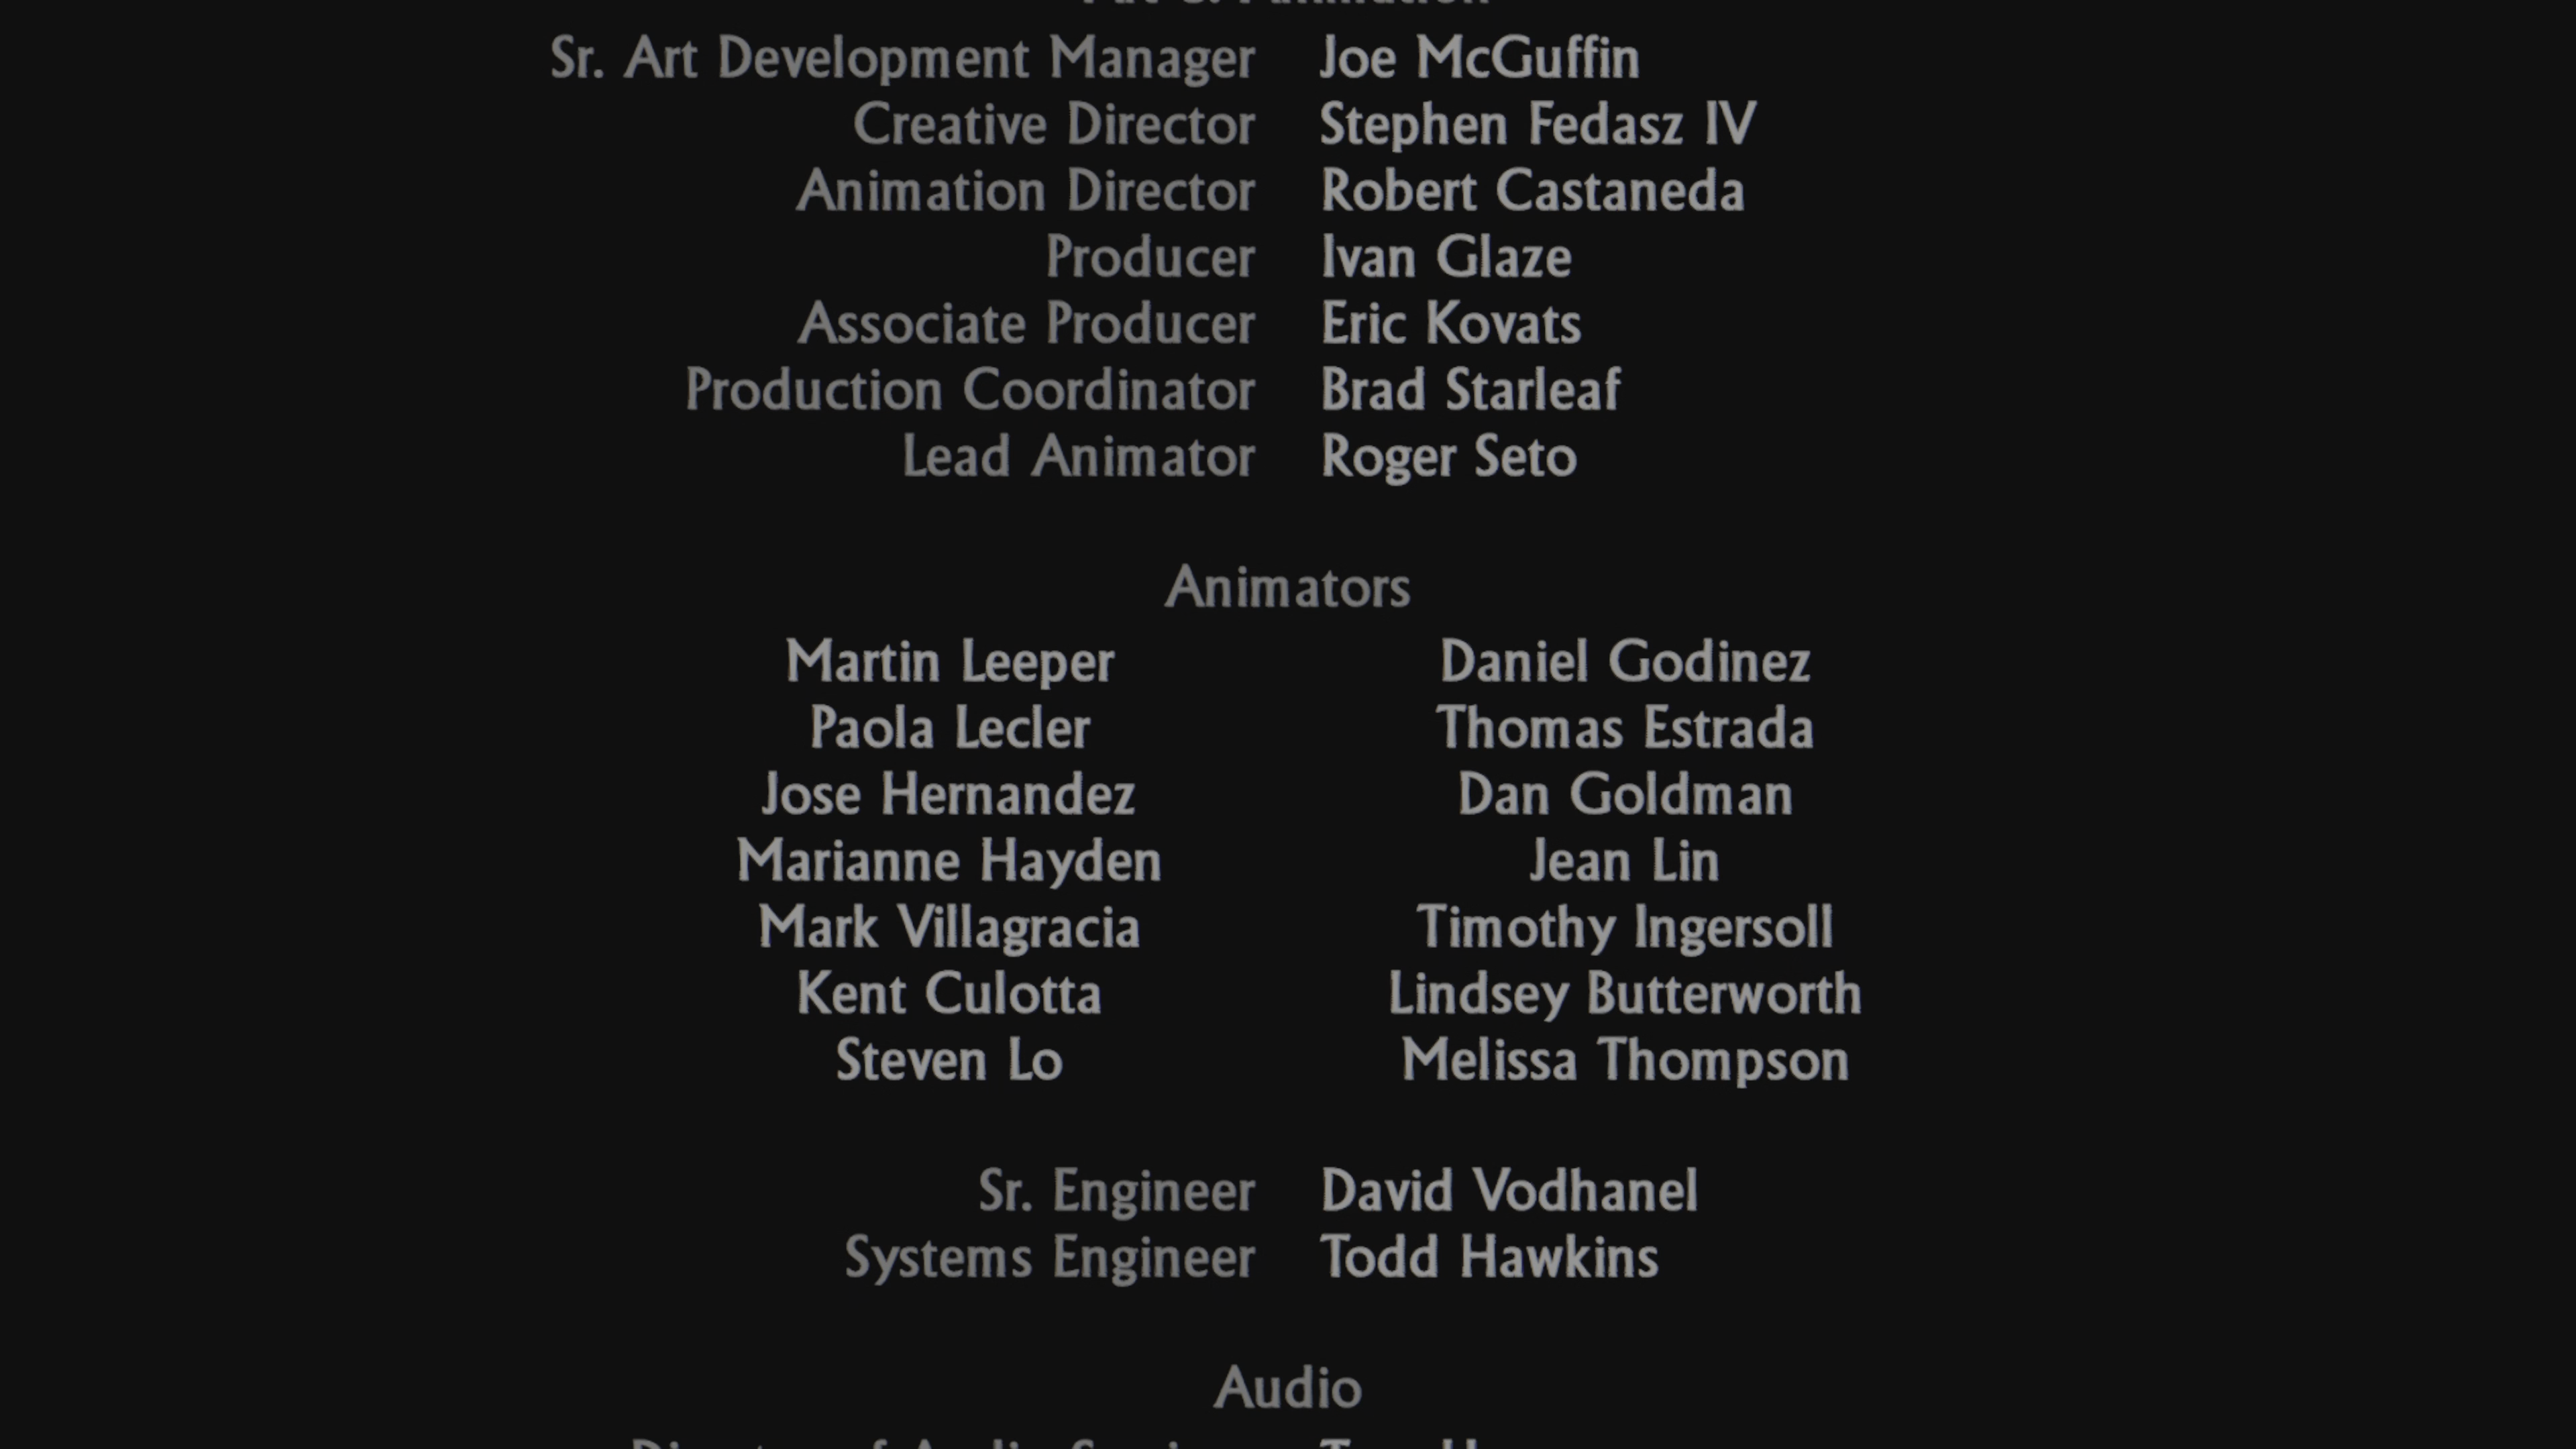 Sr. Art Development Manager Joe McGuffin
Creative Director Stephen Fedasz IV
Animation Director Robert Castaneda
Producer Ivan Glaze
Associate Producer Eric Kovats
Production Coordinator Brad Starleaf
Lead Animator Roger Seto
Animators
Martin Leeper Daniel Godinez
Paola Lecler Thomas Estrada
Jose Hernandez Dan Goldman
Marianne Hayden Jean Lin
Mark Villagracia Timothy Ingersoll
Kent Culotta Lindsey Butterworth
Steven Lo Melissa Thompson
Sr. Engineer David Vodhanel
Systems Engineer Todd Hawkins
Audio